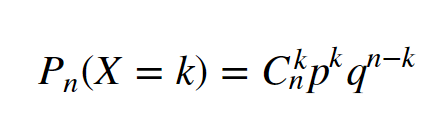 Pₙ(X = k) = Cₙᵏpᵏqⁿ⁻ᵏ